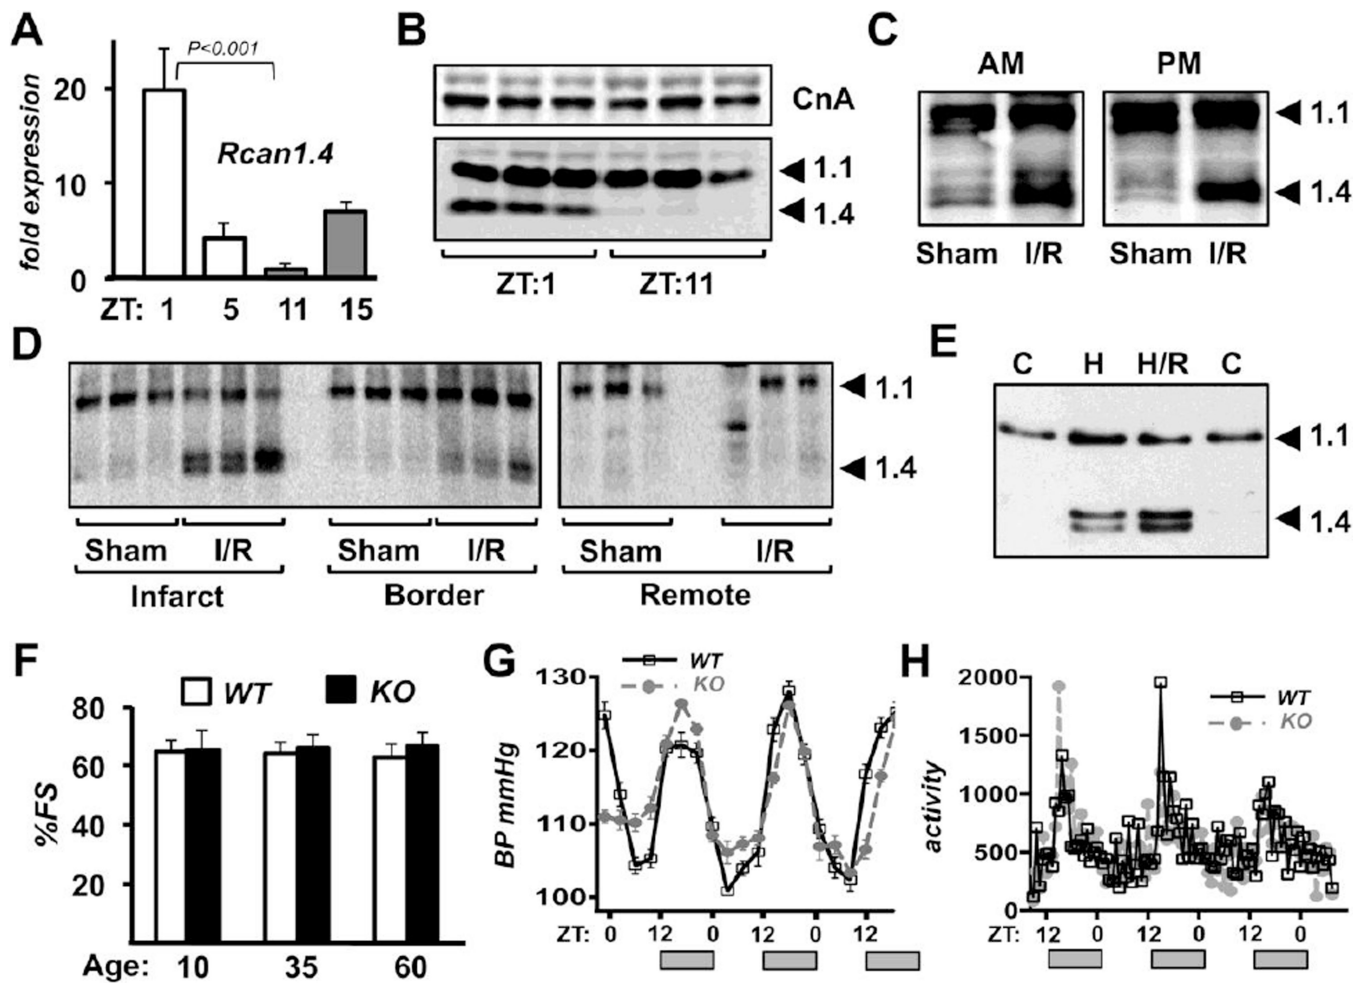 A
fold expression
20
10
0
P<0.001
Rcan1.4
ZT: 1 5 11 15
B
CnA
1.1
1.4
ZT:1 ZT:11
C
AM PM
1.1
1.4
Sham I/R Sham I/R
D
1.1
1.4
Sham I/R Sham I/R Sham I/R
Infarct Border Remote
E
C H H/R C
1.1
1.4
F
WT KO
%FS
80
60
40
20
Age: 10 35 60
G
WT
KO
BP mmHg
130
120
110
100
ZT: 0 12 0 12 0 12
H
WT
KO
activity
2000
1500
1000
500
0
ZT: 12 0 12 0 12 0